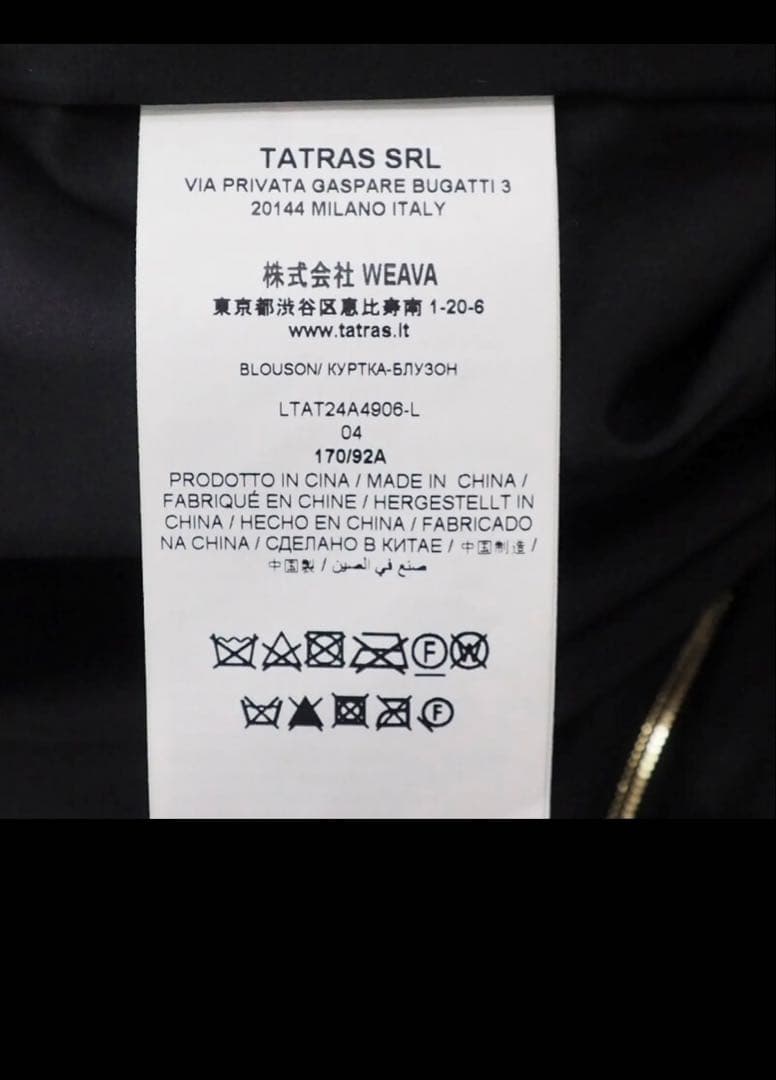 TATRAS SRL
VIA PRIVATA GASPARE BUGATTI 3
20144 MILANO ITALY
株式会社 WEAVA
東京都渋谷区恵比寿南 1-20-6
www.tatras.it
BLOUSON/ КУРТКА-БЛУЗОН
LTAT24A4906-L
04
170/92A
PRODOTTO IN CINA / MADE IN CHINA /
FABRIQUÉ EN CHINE / HERGESTELLT IN
CHINA / HECHO EN CHINA / FABRICADO
NA CHINA / СДЕЛАНО В КИТАЕ / 中国制造 /
中国製 / صنع في الصين
F W
F